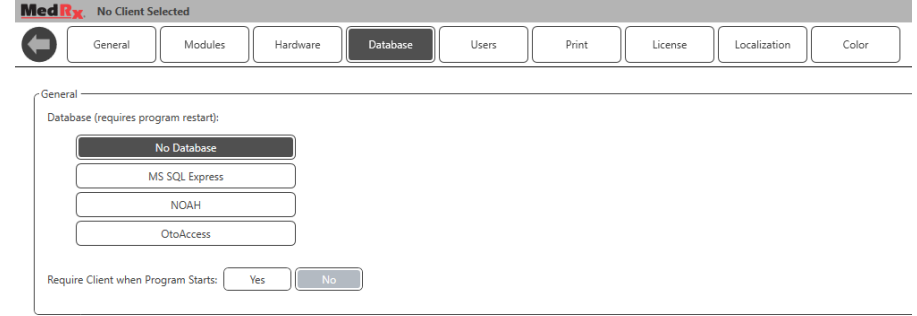 MedRx. No Client Selected
General Modules Hardware Database Users Print License Localization Color
General
Database (requires program restart):
No Database
MS SQL Express
NOAH
OtoAccess
Require Client when Program Starts: Yes No